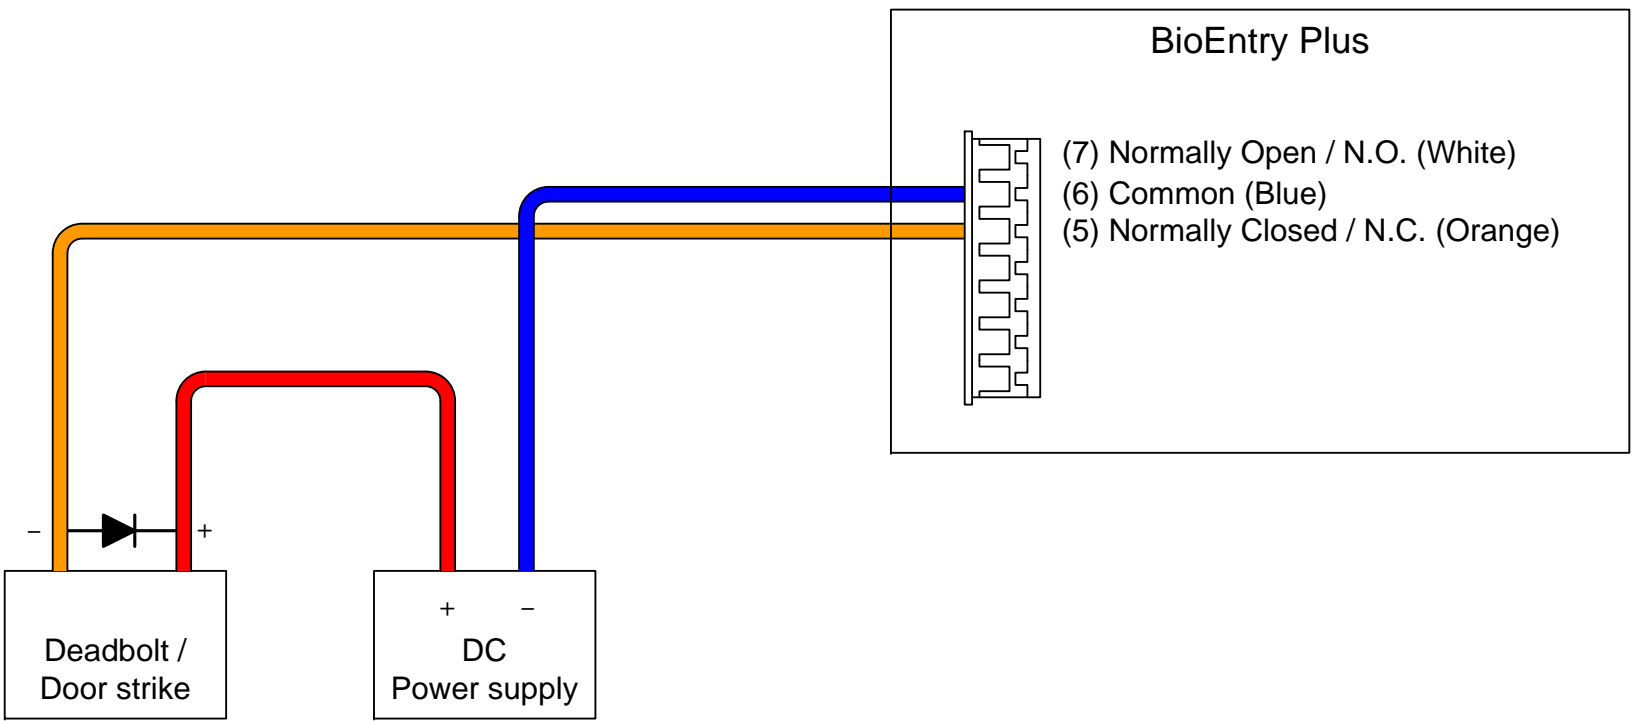 BioEntry Plus
(7) Normally Open / N.O. (White)
(6) Common (Blue)
(5) Normally Closed / N.C. (Orange)
− +
+ −
Deadbolt /
Door strike
DC
Power supply